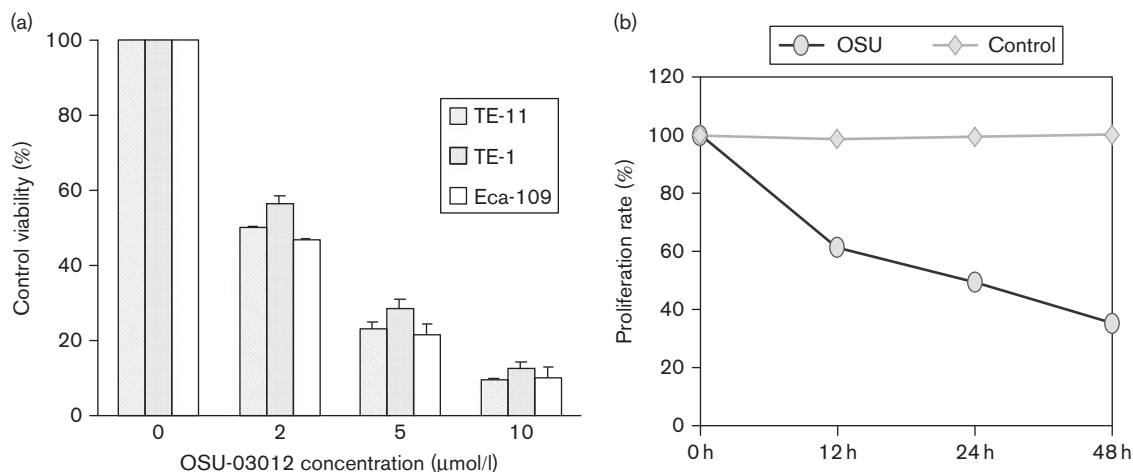 (a)
100
80
60
40
20
0
Control viability (%)
TE-11
TE-1
Eca-109
0 2 5 10
OSU-03012 concentration (μmol/l)
(b)
OSU Control
120
100
80
60
40
20
0
Proliferation rate (%)
0 h 12 h 24 h 48 h